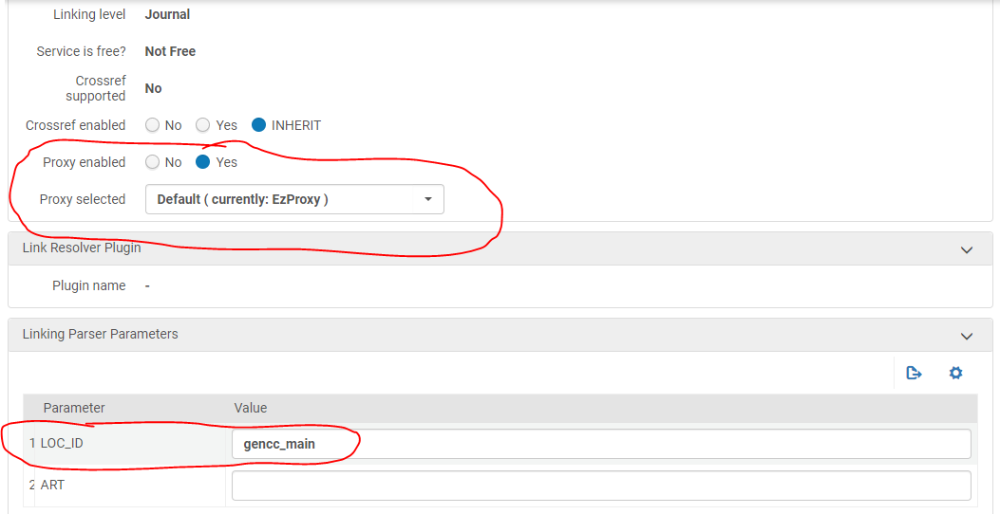 Linking level Journal
Service is free? Not Free
Crossref
supported No
Crossref enabled No Yes INHERIT
Proxy enabled No Yes
Proxy selected Default ( currently: EzProxy )
Link Resolver Plugin
Plugin name -
Linking Parser Parameters
Parameter Value
1 LOC_ID gencc_main
2 ART